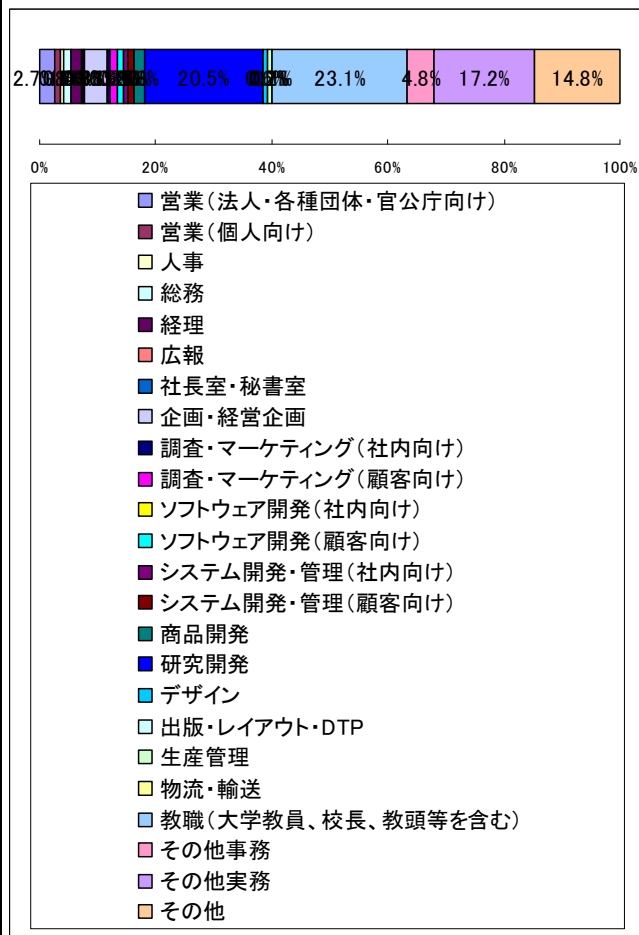 2.7% 20.5% 23.1% 4.8% 17.2% 14.8%
0% 20% 40% 60% 80% 100%
営業(法人・各種団体・官公庁向け)
営業(個人向け)
人事
総務
経理
広報
社長室・秘書室
企画・経営企画
調査・マーケティング(社内向け)
調査・マーケティング(顧客向け)
ソフトウェア開発(社内向け)
ソフトウェア開発(顧客向け)
システム開発・管理(社内向け)
システム開発・管理(顧客向け)
商品開発
研究開発
デザイン
出版・レイアウト・DTP
生産管理
物流・輸送
教職(大学教員、校長、教頭等を含む)
その他事務
その他実務
その他